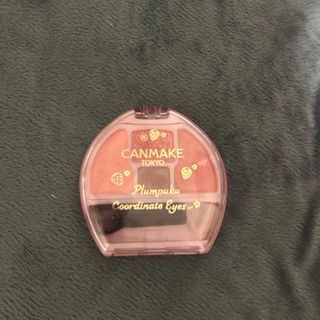 CANMAKE
TOKYO
Plumpuku
Coordinate Eyes